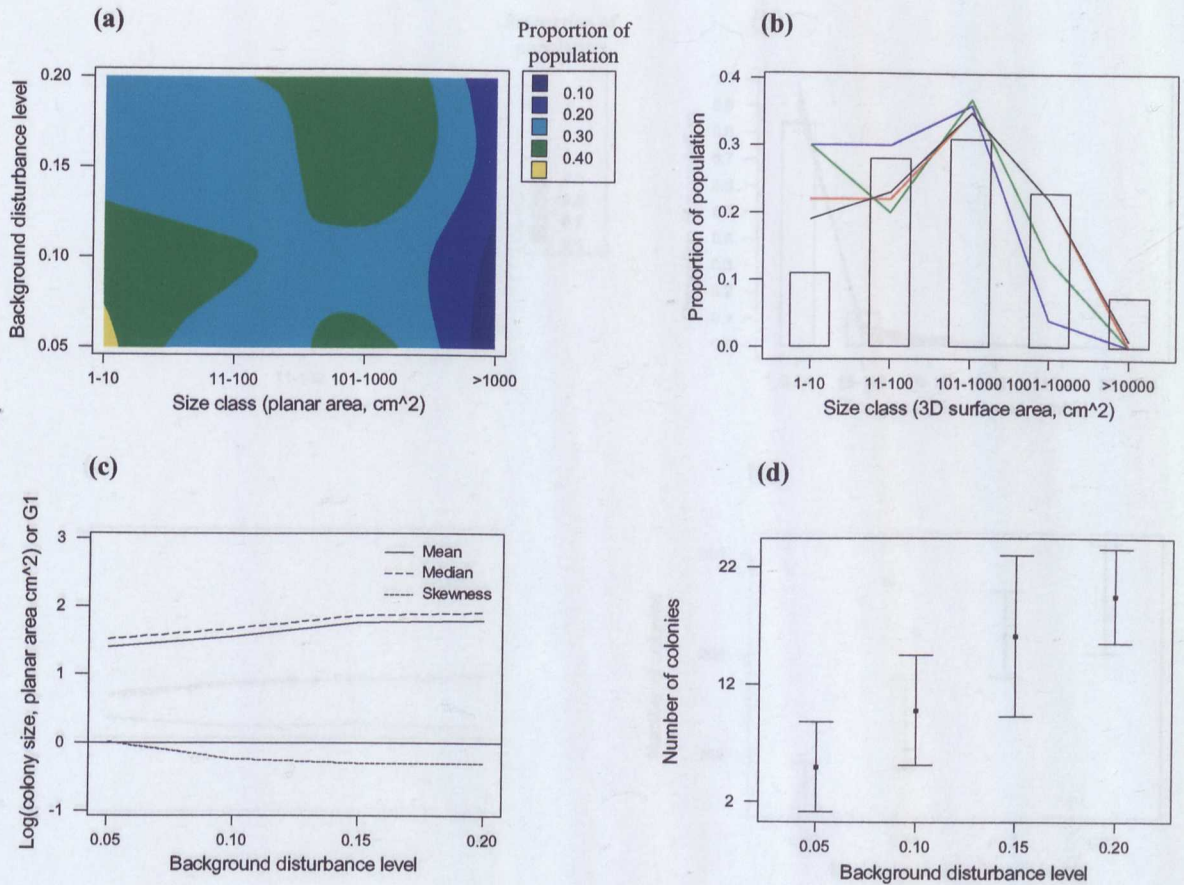 (a)
Proportion of
population
0.10
0.20
0.30
0.40
Background disturbance level
0.20
0.15
0.10
0.05
1-10
11-100
101-1000
>1000
Size class (planar area, cm^2)
(b)
Proportion of population
0.4
0.3
0.2
0.1
0.0
1-10
11-100
101-1000
1001-10000
>10000
Size class (3D surface area, cm^2)
(c)
Log(colony size, planar area cm^2) or G1
3
2
1
0
-1
Mean
Median
Skewness
0.05
0.10
0.15
0.20
Background disturbance level
(d)
Number of colonies
22
12
2
0.05
0.10
0.15
0.20
Background disturbance level